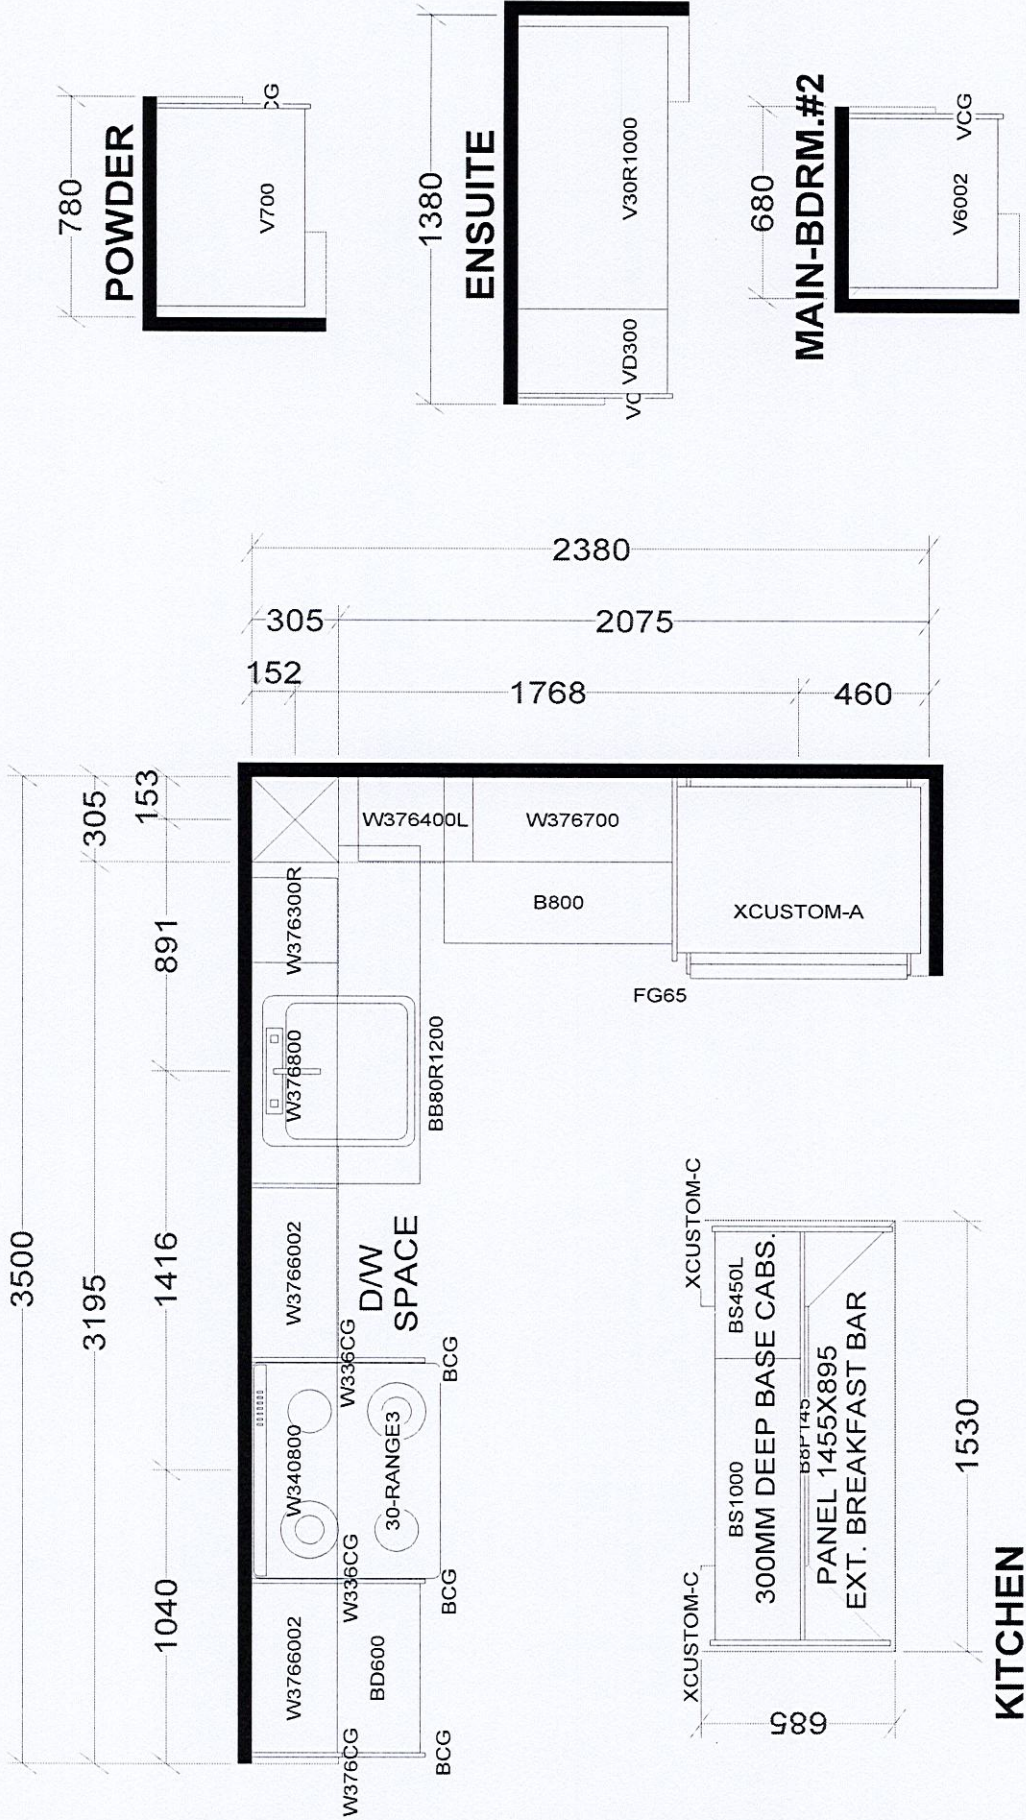 780
POWDER
V700
CG
1380
ENSUITE
V30R1000
VD300
680
MAIN-BDRM.#2
V6002
VCG
3500
305
3195
153
891
1416
1040
2380
305
2075
152
1768
460
W376400L
W376700
B800
XCUSTOM-A
FG65
W376300R
W376800
BB80R1200
W3766002
D/W
SPACE
W336CG
BCG
W340800
30-RANGE3
W336CG
BCG
W3766002
BD600
W376CG
BCG
XCUSTOM-C
XCUSTOM-C
BS1000
BS450L
300MM DEEP BASE CABS.
PANEL 1455X895
EXT. BREAKFAST BAR
1530
685
KITCHEN